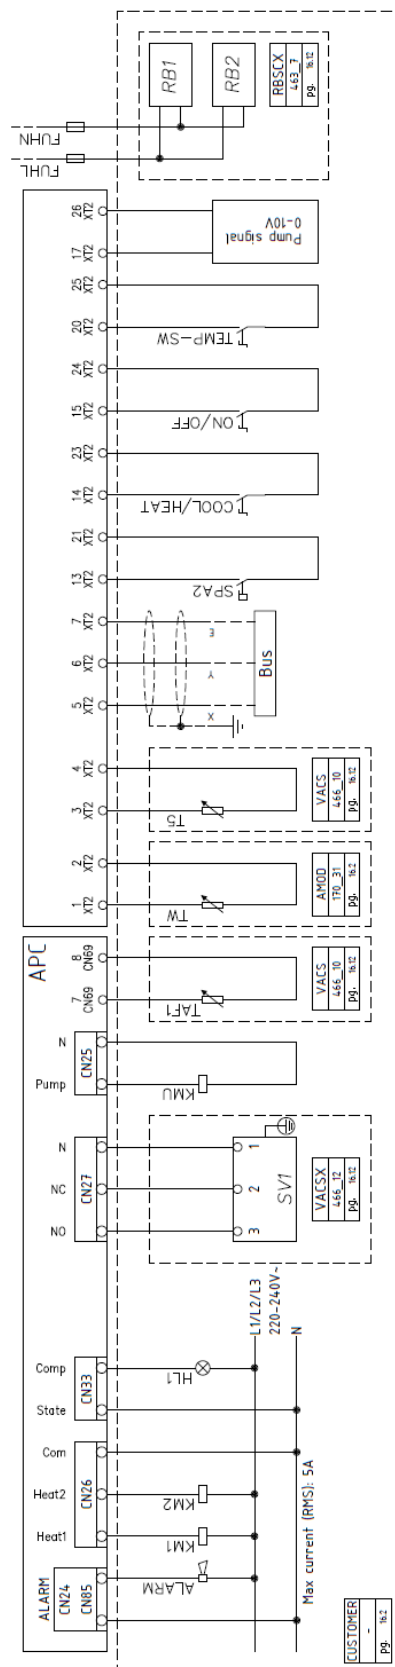 RB1
RB2
RBSCX
463_7
pg. 16.12
FUHN
FUHL
26
XT2
17
XT2
Pump signal
0-10V
25
XT2
20
XT2
TEMP-SW
24
XT2
15
XT2
ON/OFF
23
XT2
14
XT2
COOL/HEAT
21
XT2
13
XT2
SPA2
7
XT2
E
6
XT2
Y
5
XT2
X
Bus
4
XT2
3
XT2
T5
VACS
466_10
pg. 16.12
2
XT2
1
XT2
TW
AMOD
170_31
pg. 16.2
APC
8
CN69
7
CN69
TAF1
VACS
466_10
pg. 16.12
N
Pump
CN25
KMU
N
NC
NO
CN27
1
2
3
SV1
VACSX
466_12
pg. 16.12
L1/L2/L3
220-240V~
N
Comp
State
CN33
HL1
Com
Heat2
Heat1
CN26
KM2
KM1
ALARM
CN24
CN85
ALARM
Max current (RMS): 5A
CUSTOMER
-
pg. 16.2